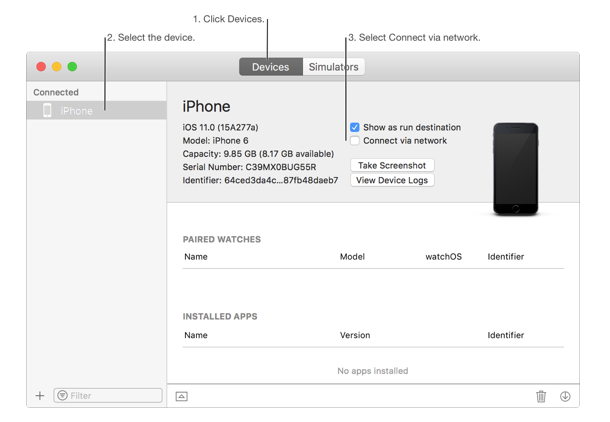 1. Click Devices.
2. Select the device.
3. Select Connect via network.
Devices
Simulators
Connected
iPhone
iPhone
iOS 11.0 (15A277a)
Model: iPhone 6
Capacity: 9.85 GB (8.17 GB available)
Serial Number: C39MX0BUG55R
Identifier: 64ced3da4c...87fb48daeb7
Show as run destination
Connect via network
Take Screenshot
View Device Logs
PAIRED WATCHES
Name Model watchOS Identifier
INSTALLED APPS
Name Version Identifier
No apps installed
Filter